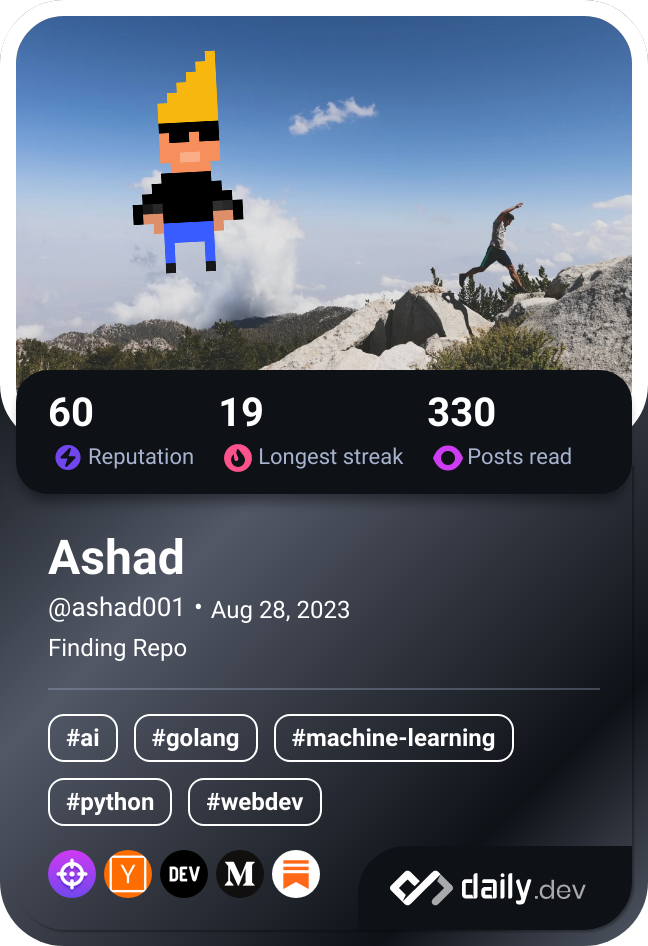 60 19 330
Reputation Longest streak Posts read
Ashad
@ashad001 • Aug 28, 2023
Finding Repo
#ai #golang #machine-learning
#python #webdev
Y DEV M daily.dev